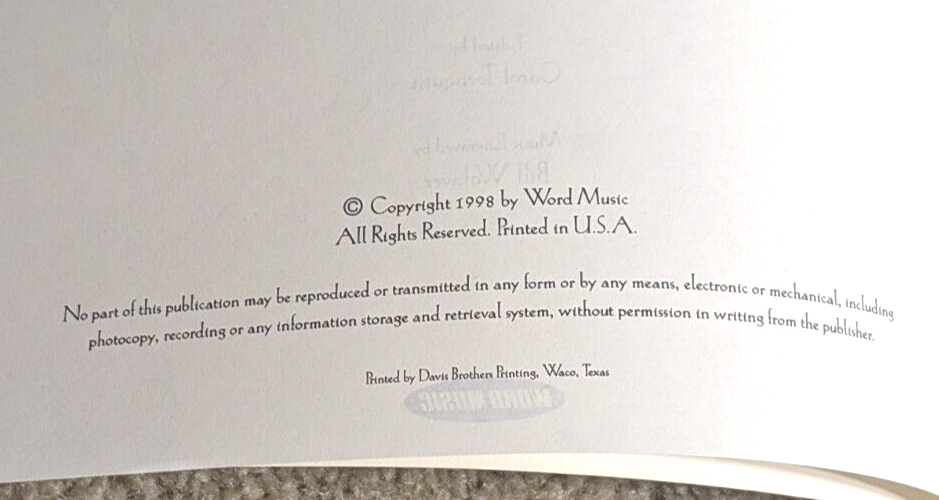 © Copyright 1998 by Word Music
All Rights Reserved. Printed in U.S.A.
No part of this publication may be reproduced or transmitted in any form or by any means, electronic or mechanical, including
photocopy, recording or any information storage and retrieval system, without permission in writing from the publisher.
Printed by Davis Brothers Printing, Waco, Texas
WORD MUSIC